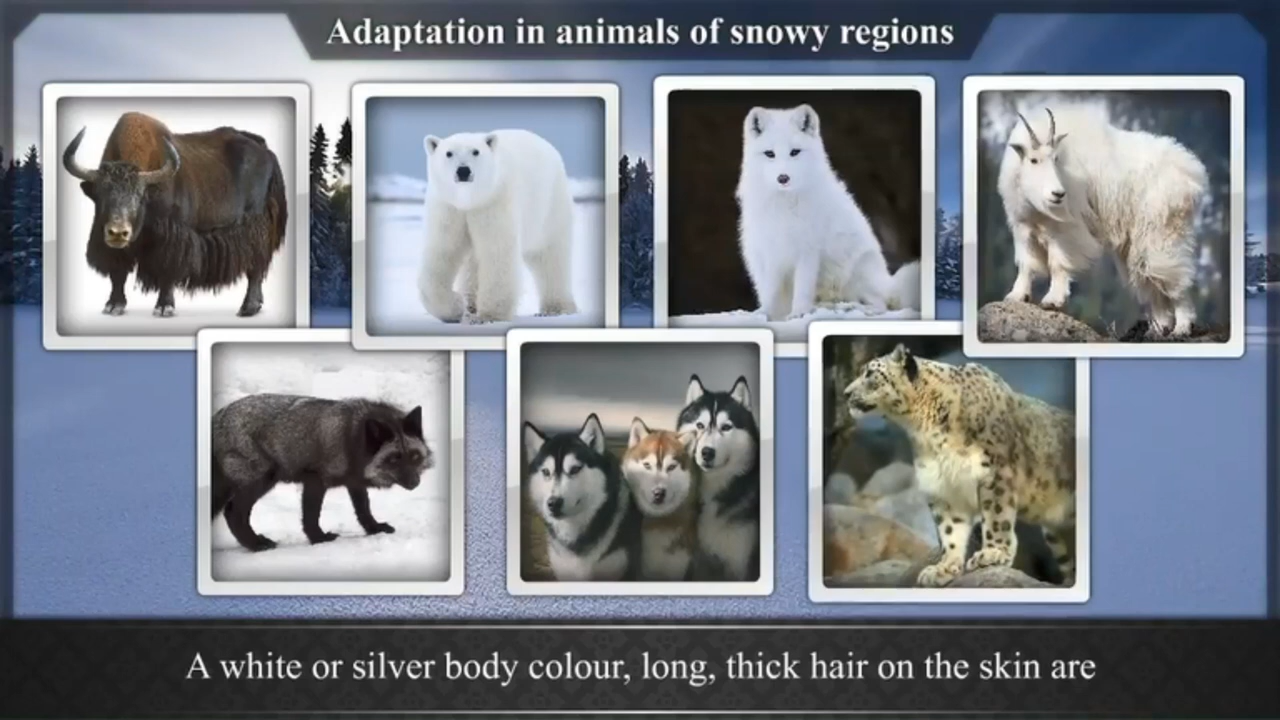 Adaptation in animals of snowy regions
A white or silver body colour, long, thick hair on the skin are